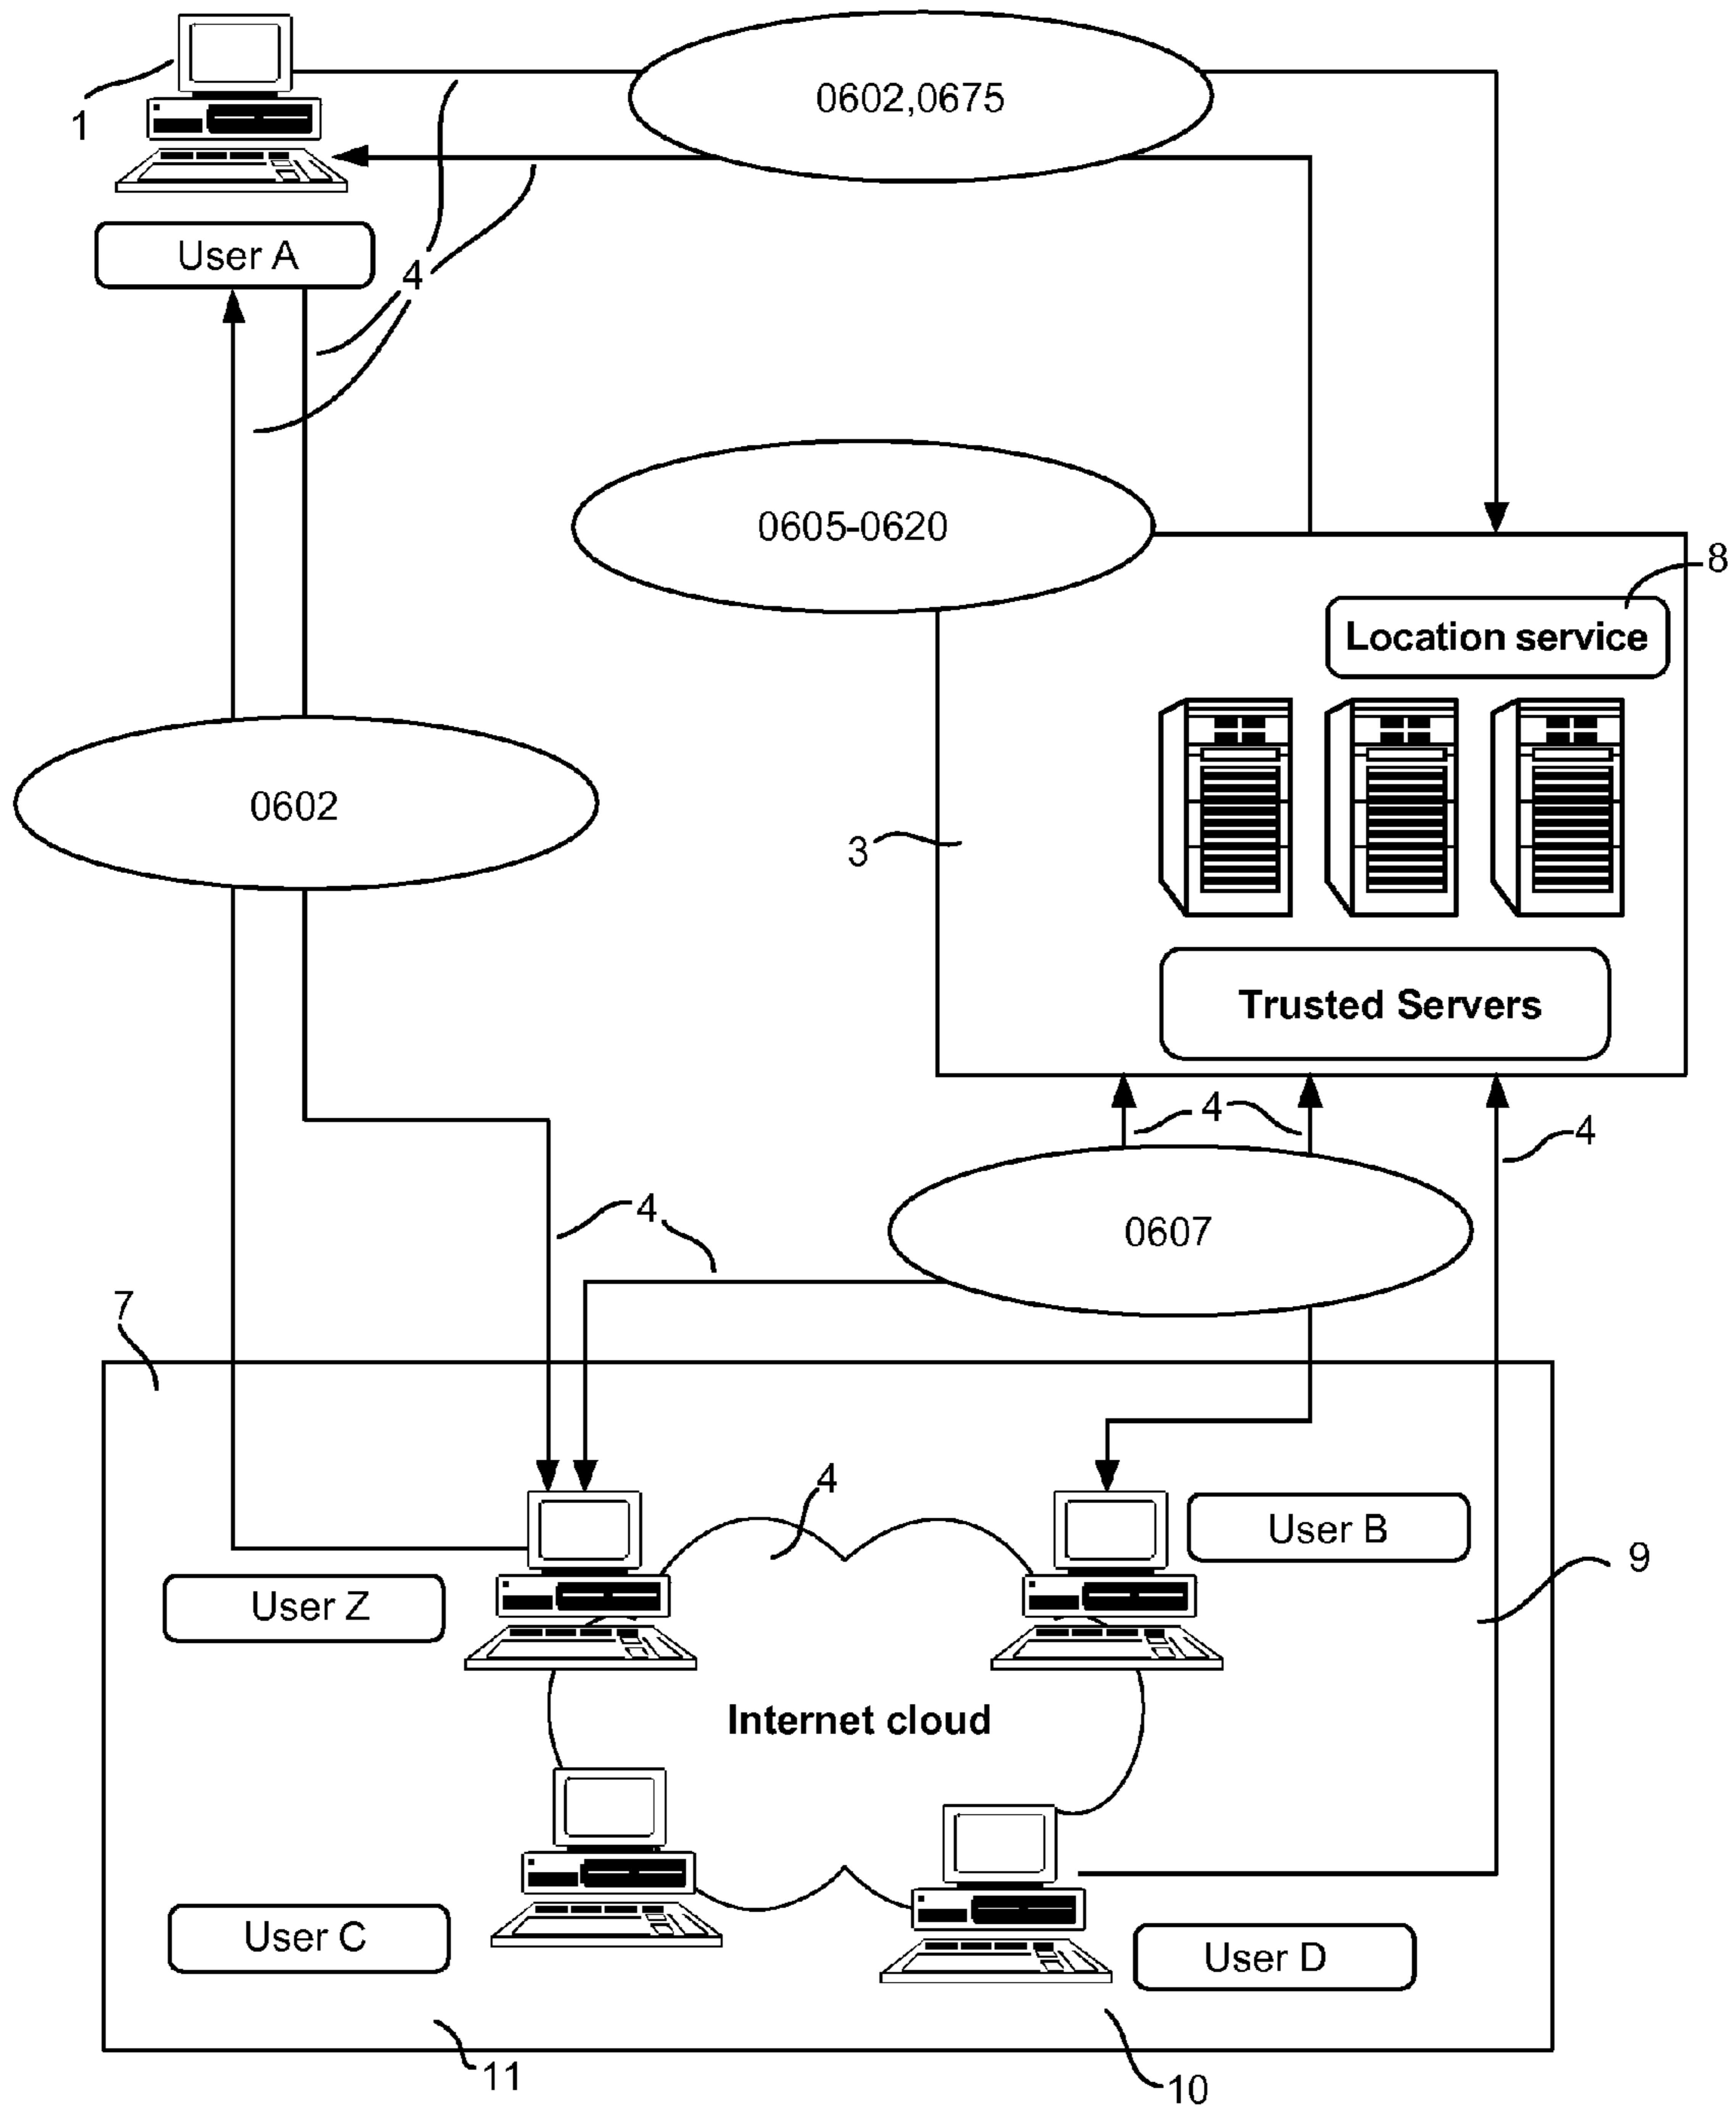 0602,0675
1
User A
4
0605-0620
8
Location service
0602
3
Trusted Servers
4
4
4
0607
7
4
User B
9
User Z
Internet cloud
User C
User D
11
10